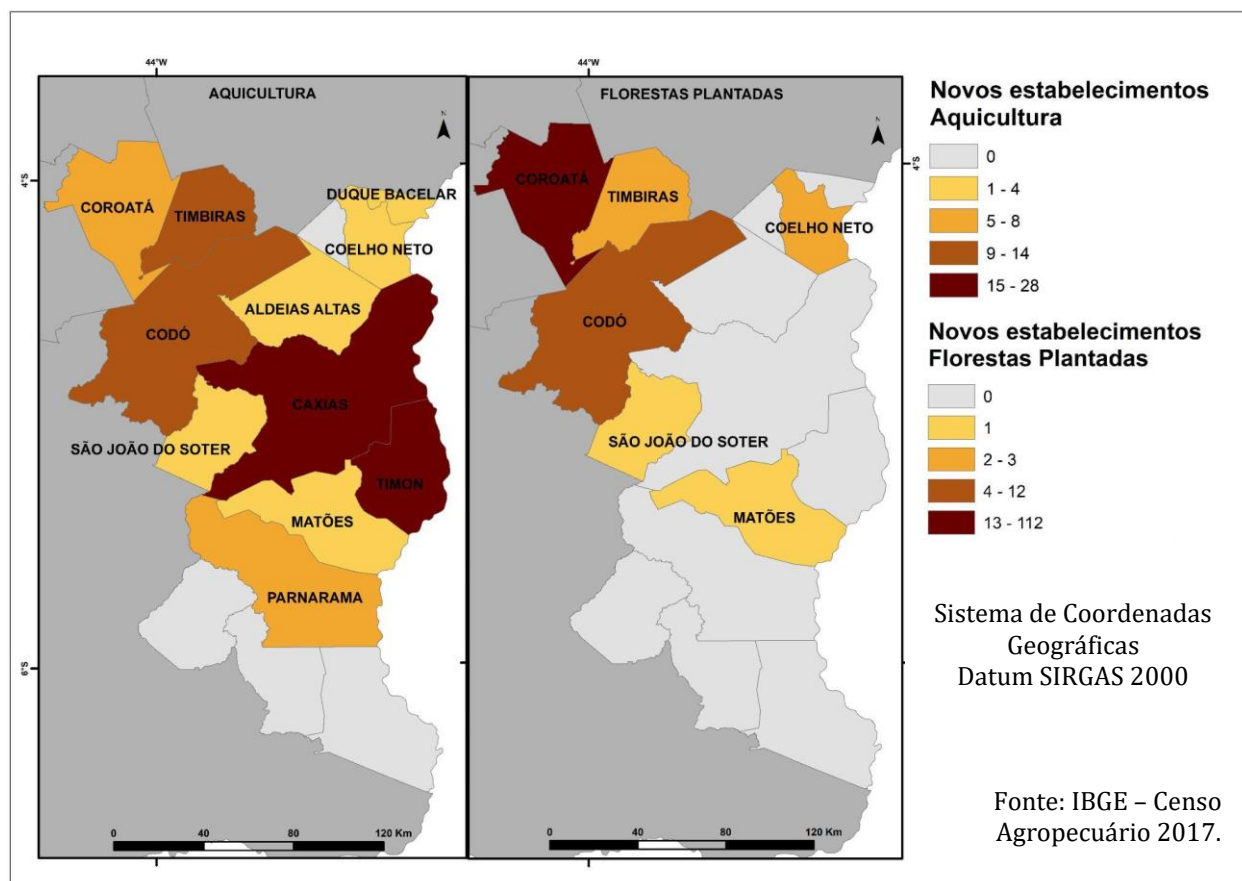 44°W
AQUICULTURA
N
4°S
COROATÁ
TIMBIRAS
DUQUE BACELAR
COELHO NETO
ALDEIAS ALTAS
CODÓ
CAXIAS
SÃO JOÃO DO SOTER
TIMON
MATÕES
PARNARAMA
6°S
0 40 80 120 Km
44°W
FLORESTAS PLANTADAS
N
4°S
COROATÁ
TIMBIRAS
COELHO NETO
CODÓ
SÃO JOÃO DO SOTER
MATÕES
0 40 80 120 Km
Novos estabelecimentos
Aquicultura
0
1 - 4
5 - 8
9 - 14
15 - 28
Novos estabelecimentos
Florestas Plantadas
0
1
2 - 3
4 - 12
13 - 112
Sistema de Coordenadas
Geográficas
Datum SIRGAS 2000
Fonte: IBGE – Censo
Agropecuário 2017.